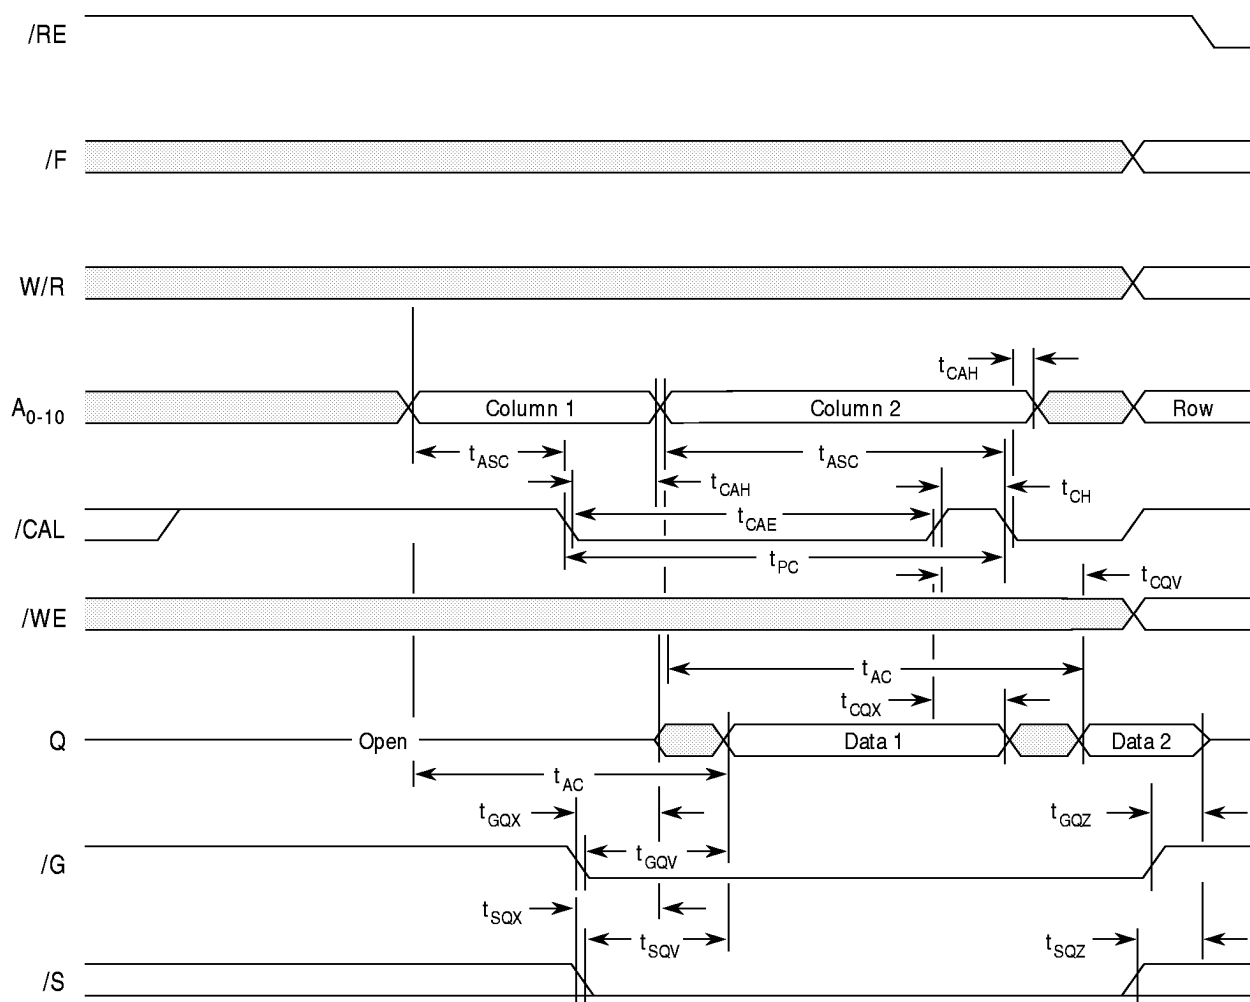 /RE
/F
W/R
tCAH
A0-10 Column 1 Column 2 Row
tASC tASC
tCAH tCH
/CAL tCAE
tPC
tCQV
/WE
tAC
tCQX
Q Open Data 1 Data 2
tAC
tGQX tGQZ
/G tGQV
tSQX
tSQV tSQZ
/S